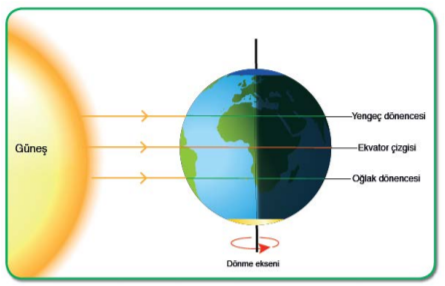 Güneş
Yengeç dönencesi
Ekvator çizgisi
Oğlak dönencesi
Dönme ekseni